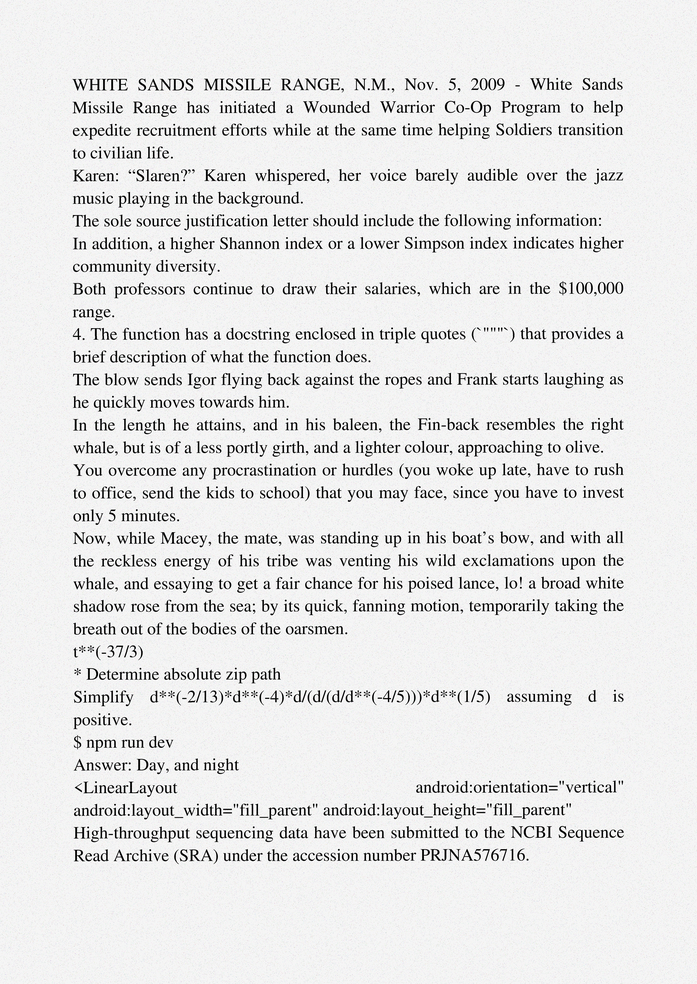 WHITE SANDS MISSILE RANGE, N.M., Nov. 5, 2009 - White Sands
Missile Range has initiated a Wounded Warrior Co-Op Program to help
expedite recruitment efforts while at the same time helping Soldiers transition
to civilian life.
Karen: “Slaren?” Karen whispered, her voice barely audible over the jazz
music playing in the background.
The sole source justification letter should include the following information:
In addition, a higher Shannon index or a lower Simpson index indicates higher
community diversity.
Both professors continue to draw their salaries, which are in the $100,000
range.
4. The function has a docstring enclosed in triple quotes (`"""`) that provides a
brief description of what the function does.
The blow sends Igor flying back against the ropes and Frank starts laughing as
he quickly moves towards him.
In the length he attains, and in his baleen, the Fin-back resembles the right
whale, but is of a less portly girth, and a lighter colour, approaching to olive.
You overcome any procrastination or hurdles (you woke up late, have to rush
to office, send the kids to school) that you may face, since you have to invest
only 5 minutes.
Now, while Macey, the mate, was standing up in his boat’s bow, and with all
the reckless energy of his tribe was venting his wild exclamations upon the
whale, and essaying to get a fair chance for his poised lance, lo! a broad white
shadow rose from the sea; by its quick, fanning motion, temporarily taking the
breath out of the bodies of the oarsmen.
t**(-37/3)
* Determine absolute zip path
Simplify d**(-2/13)*d**(-4)*d/(d/(d/d**(-4/5)))*d**(1/5) assuming d is
positive.
$ npm run dev
Answer: Day, and night
<LinearLayout android:orientation="vertical"
android:layout_width="fill_parent" android:layout_height="fill_parent"
High-throughput sequencing data have been submitted to the NCBI Sequence
Read Archive (SRA) under the accession number PRJNA576716.